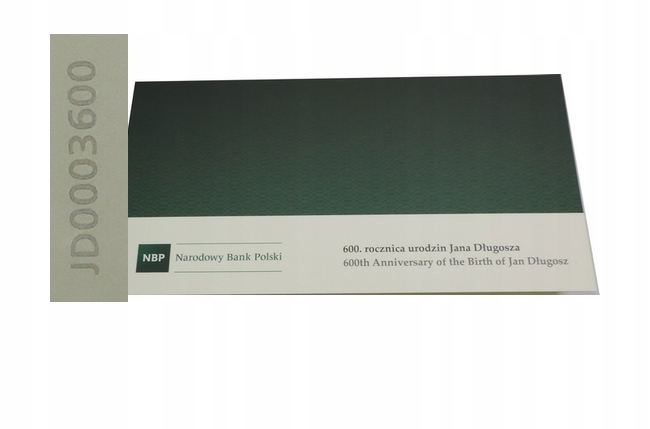 JD0003600
NBP
Narodowy Bank Polski
600. rocznica urodzin Jana Długosza
600th Anniversary of the Birth of Jan Długosz